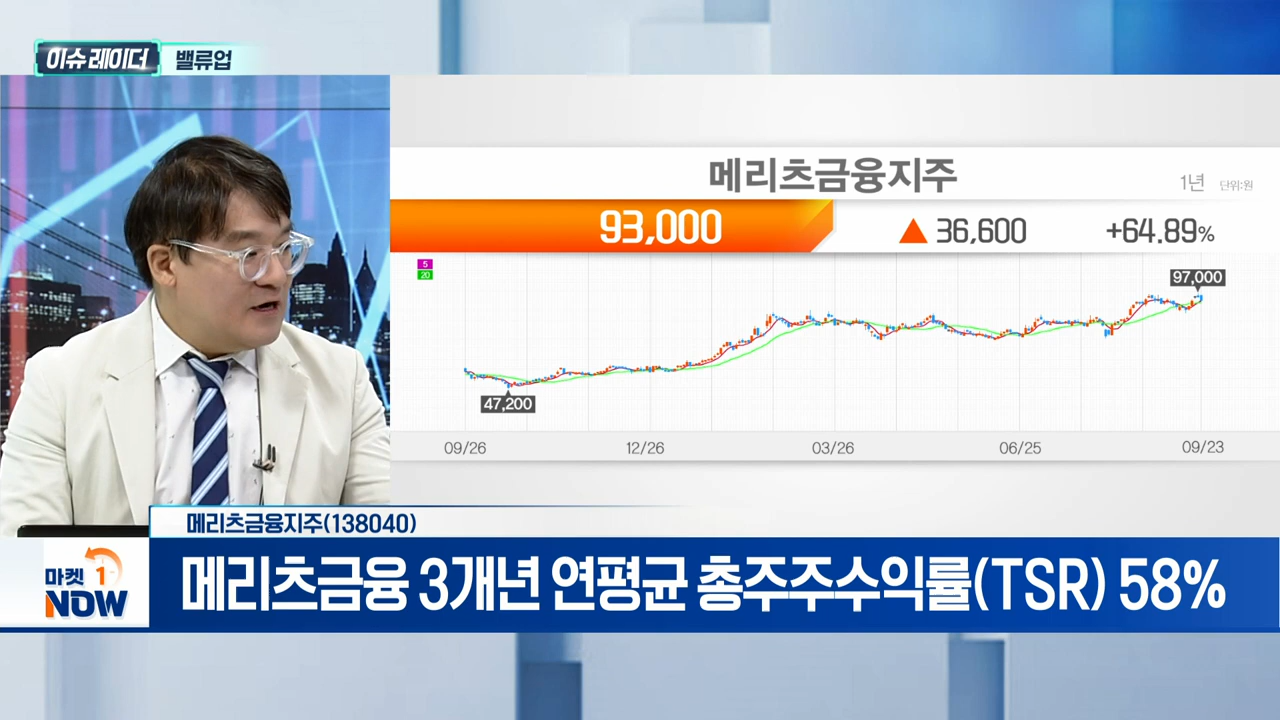 이슈 레이더 밸류업
메리츠금융지주
1년 단위:원
93,000 ▲ 36,600 +64.89%
5
20
97,000
47,200
09/26 12/26 03/26 06/25 09/23
메리츠금융지주(138040)
마켓 1
NOW
메리츠금융 3개년 연평균 총주주수익률(TSR) 58%